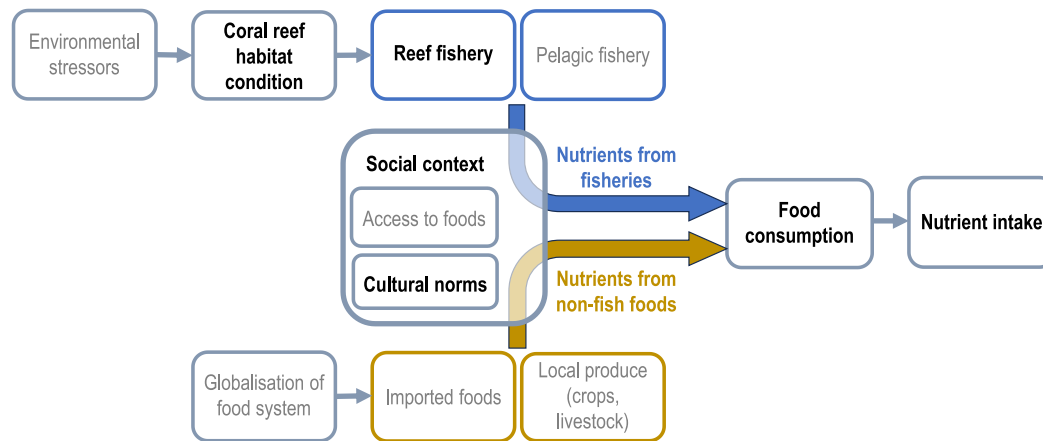 Environmental
stressors
Coral reef
habitat
condition
Reef fishery
Pelagic fishery
Social context
Access to foods
Cultural norms
Nutrients from
fisheries
Nutrients from
non-fish foods
Food
consumption
Nutrient intake
Globalisation of
food system
Imported foods
Local produce
(crops,
livestock)